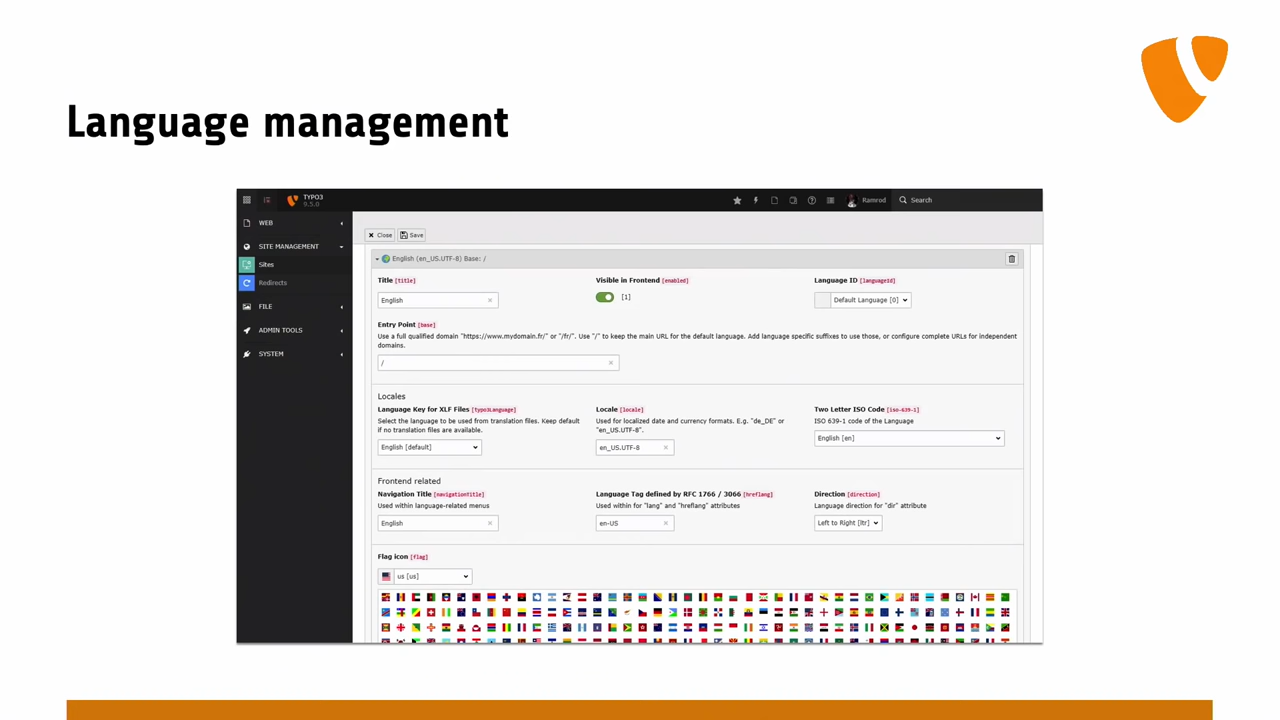 Language management
TYPO3
9.5.0
Ramrod
Search
WEB
SITE MANAGEMENT
Sites
Redirects
FILE
ADMIN TOOLS
SYSTEM
Close
Save
English (en_US.UTF-8) Base: /
Title [title]
Visible in Frontend [enabled]
Language ID [languageId]
English
[1]
Default Language [0]
Entry Point [base]
Use a full qualified domain "https://www.mydomain.fr/" or "/fr/". Use "/" to keep the main URL for the default language. Add language specific suffixes to use those, or configure complete URLs for independent
domains.
/
Locales
Language Key for XLF Files [typo3Language]
Select the language to be used from translation files. Keep default
if no translation files are available.
English [default]
Locale [locale]
Used for localized date and currency formats. E.g. "de_DE" or
"en_US.UTF-8".
en_US.UTF-8
Two Letter ISO Code [iso-639-1]
ISO 639-1 code of the Language
English [en]
Frontend related
Navigation Title [navigationTitle]
Used within language-related menus
English
Language Tag defined by RFC 1766 / 3066 [hreflang]
Used within for "lang" and "hreflang" attributes
en-US
Direction [direction]
Language direction for "dir" attribute
Left to Right [ltr]
Flag icon [flag]
us [us]